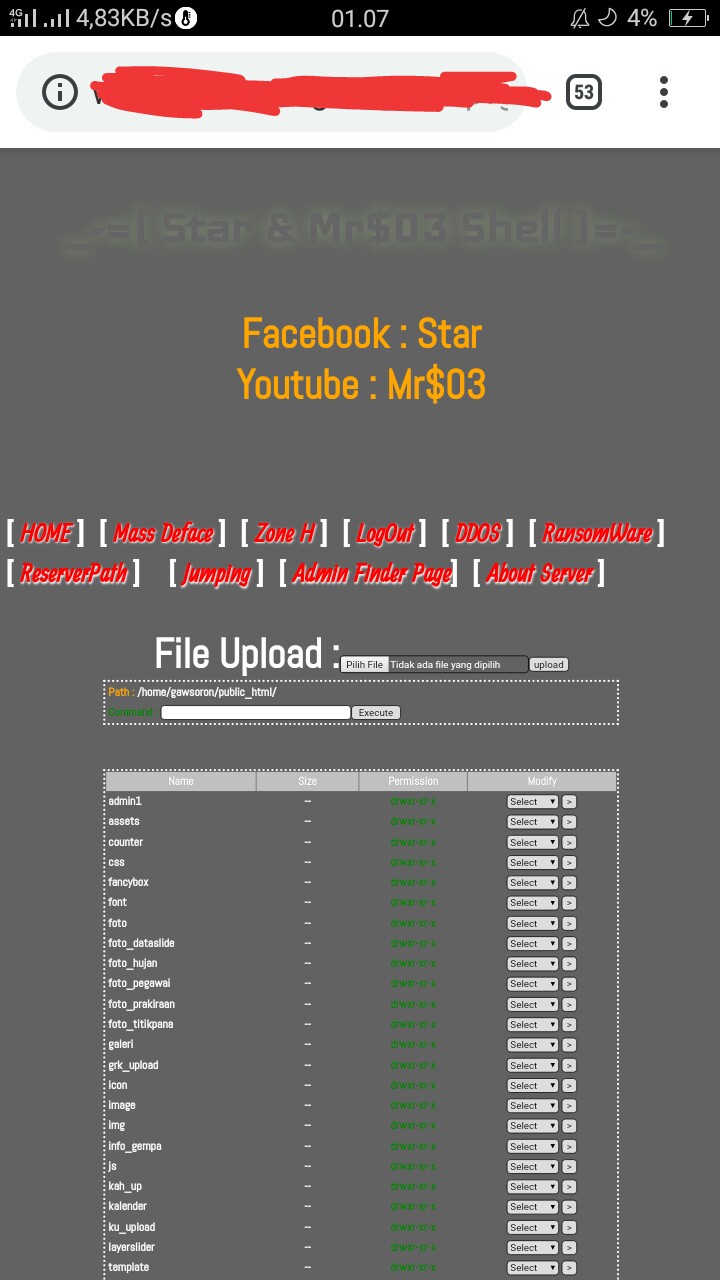 4G 4,83KB/s 01.07 4%
53
_-=[ Star & Mr$03 Shell ]=-_
Facebook : Star
Youtube : Mr$03
[ HOME ] [ Mass Deface ] [ Zone H ] [ LogOut ] [ DDOS ] [ RansomWare ]
[ ReserverPath ] [ Jumping ] [ Admin Finder Page] [ About Server ]
File Upload : Pilih File Tidak ada file yang dipilih upload
Path : /home/gawsoron/public_html/
Command : Execute
Name Size Permission Modify
admin1 -- drwxr-xr-x Select >
assets -- drwxr-xr-x Select >
counter -- drwxr-xr-x Select >
css -- drwxr-xr-x Select >
fancybox -- drwxr-xr-x Select >
font -- drwxr-xr-x Select >
foto -- drwxr-xr-x Select >
foto_dataslide -- drwxr-xr-x Select >
foto_hujan -- drwxr-xr-x Select >
foto_pegawai -- drwxr-xr-x Select >
foto_prakiraan -- drwxr-xr-x Select >
foto_titikpana -- drwxr-xr-x Select >
galeri -- drwxr-xr-x Select >
grk_upload -- drwxr-xr-x Select >
icon -- drwxr-xr-x Select >
image -- drwxr-xr-x Select >
img -- drwxr-xr-x Select >
info_gempa -- drwxr-xr-x Select >
js -- drwxr-xr-x Select >
kah_up -- drwxr-xr-x Select >
kalender -- drwxr-xr-x Select >
ku_upload -- drwxr-xr-x Select >
layerslider -- drwxr-xr-x Select >
template -- drwxr-xr-x Select >